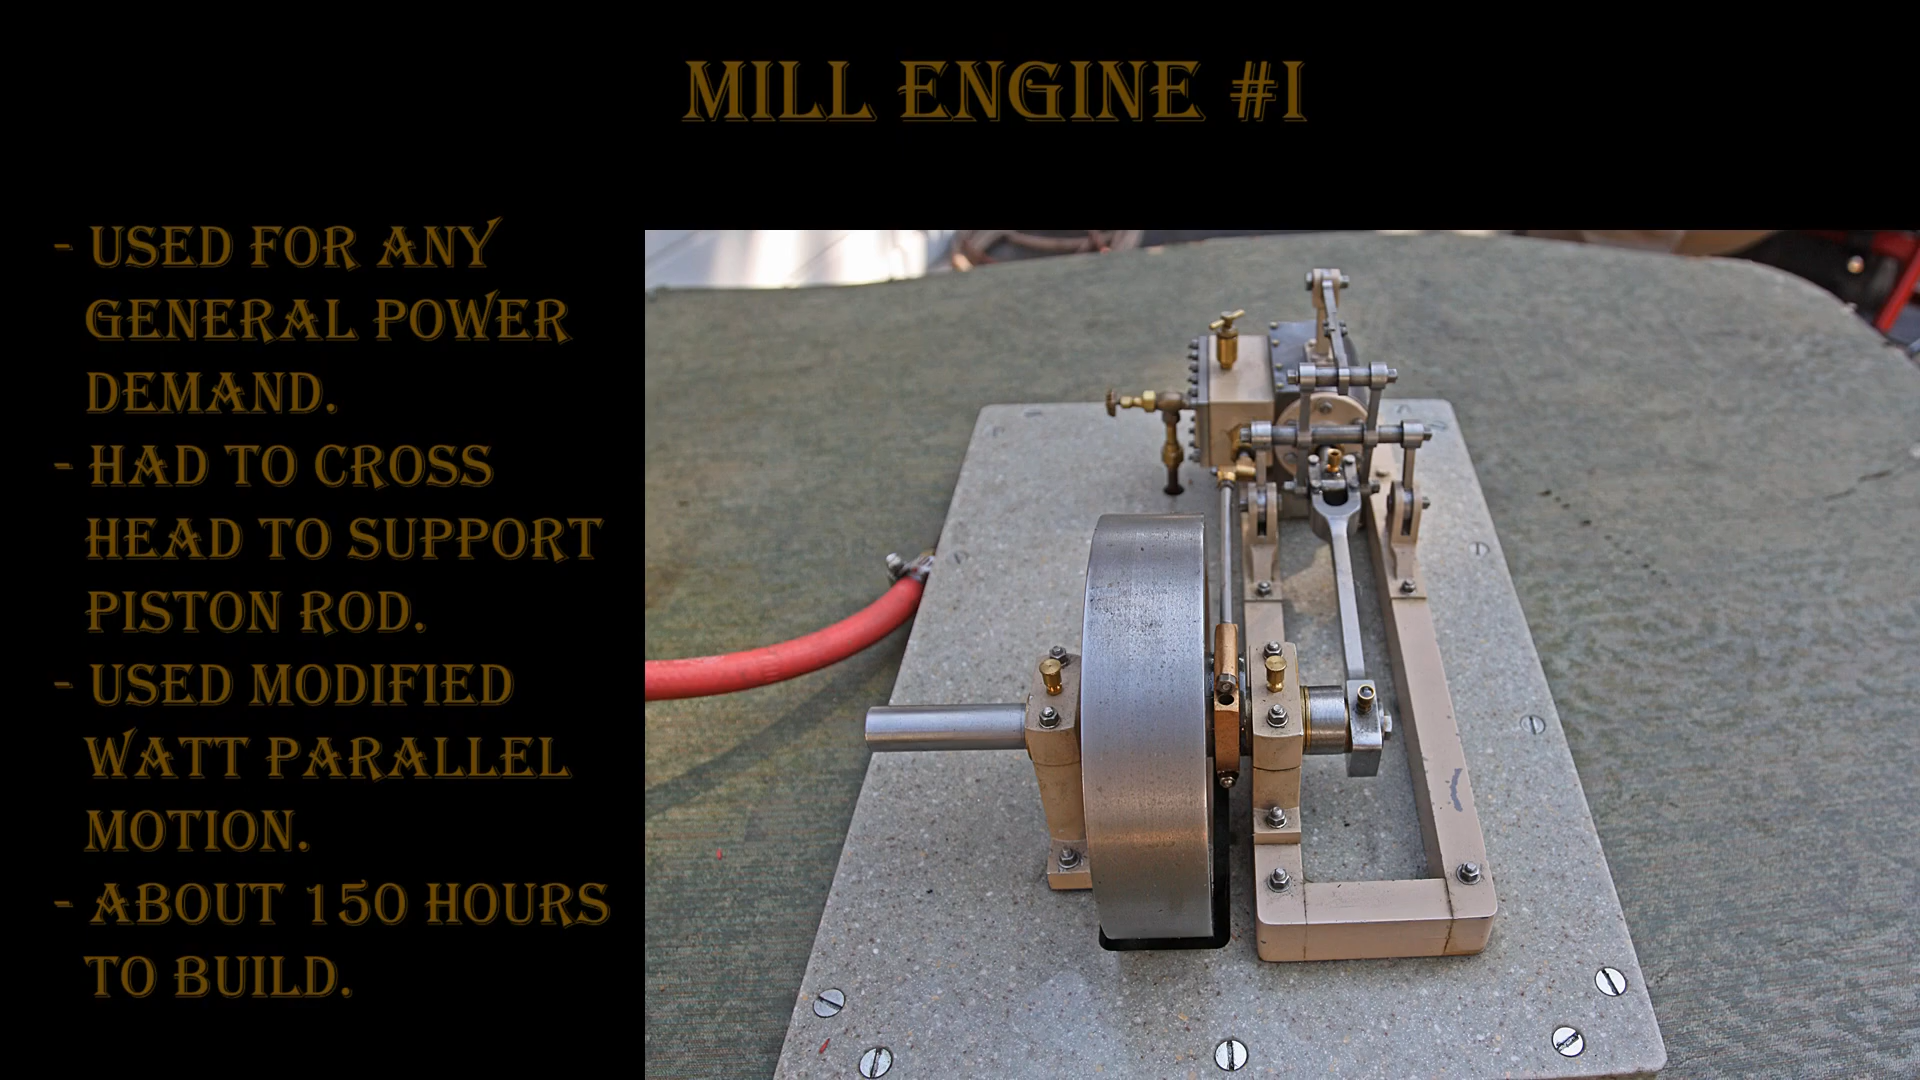 MILL ENGINE #1
- USED FOR ANY
GENERAL POWER
DEMAND.
- HAD TO CROSS
HEAD TO SUPPORT
PISTON ROD.
- USED MODIFIED
WATT PARALLEL
MOTION.
- ABOUT 150 HOURS
TO BUILD.